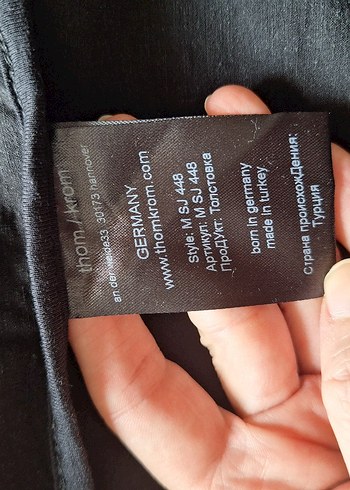 thom / krom
an der weide33 30173 hannover
GERMANY
www.thomkrom.com
Style: M SJ 448
Артикул: M SJ 448
ПроДУкт: Толстовка
born in germany
made in turkey
Страна происхоЖДения:
Турция